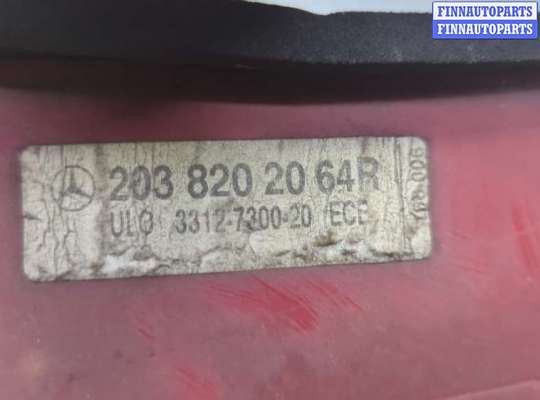 FINNAUTOPARTS
FINNAUTOPARTS
203 820 20 64R
ULO 3312-7300-20 /ECE